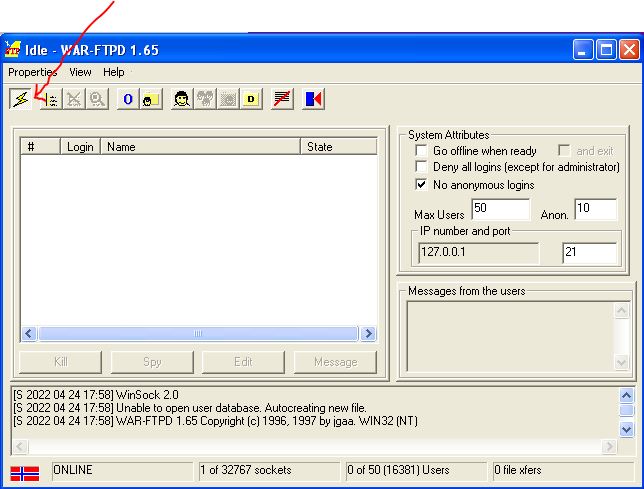 Idle - WAR-FTPD 1.65
Properties View Help
System Attributes
Go offline when ready and exit
Deny all logins (except for administrator)
No anonymous logins
Max Users 50 Anon. 10
IP number and port
127.0.0.1 21
# Login Name State
Kill Spy Edit Message
Messages from the users
[S 2022 04 24 17:58] WinSock 2.0
[S 2022 04 24 17:58] Unable to open user database. Autocreating new file.
[S 2022 04 24 17:58] WAR-FTPD 1.65 Copyright (c) 1996, 1997 by jgaa. WIN32 (NT)
ONLINE 1 of 32767 sockets 0 of 50 (16381) Users 0 file xfers